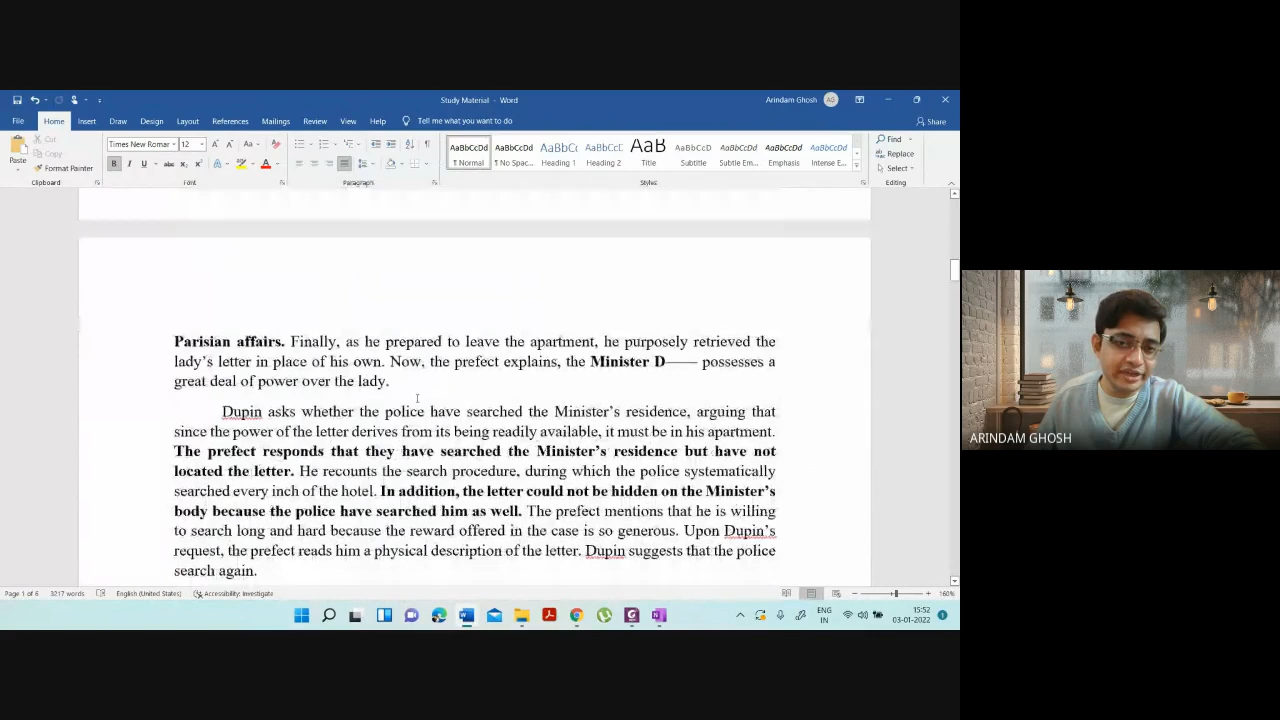 Study Material - Word
Arindam Ghosh AG
File Home Insert Draw Design Layout References Mailings Review View Help Tell me what you want to do Share
Paste
Cut
Copy
Format Painter
Clipboard
Times New Romar 12
Font
Paragraph
AaBbCcDd AaBbCcDd AaBbCc AaBbCcD AaB AaBbCcD AaBbCcDd AaBbCcDd AaBbCcDd
¶ Normal ¶ No Spac... Heading 1 Heading 2 Title Subtitle Subtle Em... Emphasis Intense E...
Styles
Find
Replace
Select
Editing
Parisian affairs. Finally, as he prepared to leave the apartment, he purposely retrieved the
lady's letter in place of his own. Now, the prefect explains, the Minister D—— possesses a
great deal of power over the lady.
Dupin asks whether the police have searched the Minister's residence, arguing that
since the power of the letter derives from its being readily available, it must be in his apartment.
The prefect responds that they have searched the Minister's residence but have not
located the letter. He recounts the search procedure, during which the police systematically
searched every inch of the hotel. In addition, the letter could not be hidden on the Minister's
body because the police have searched him as well. The prefect mentions that he is willing
to search long and hard because the reward offered in the case is so generous. Upon Dupin's
request, the prefect reads him a physical description of the letter. Dupin suggests that the police
search again.
Page 1 of 6 3217 words English (United States) Accessibility: Investigate 160%
ENG
IN
15:52
03-01-2022
ARINDAM GHOSH